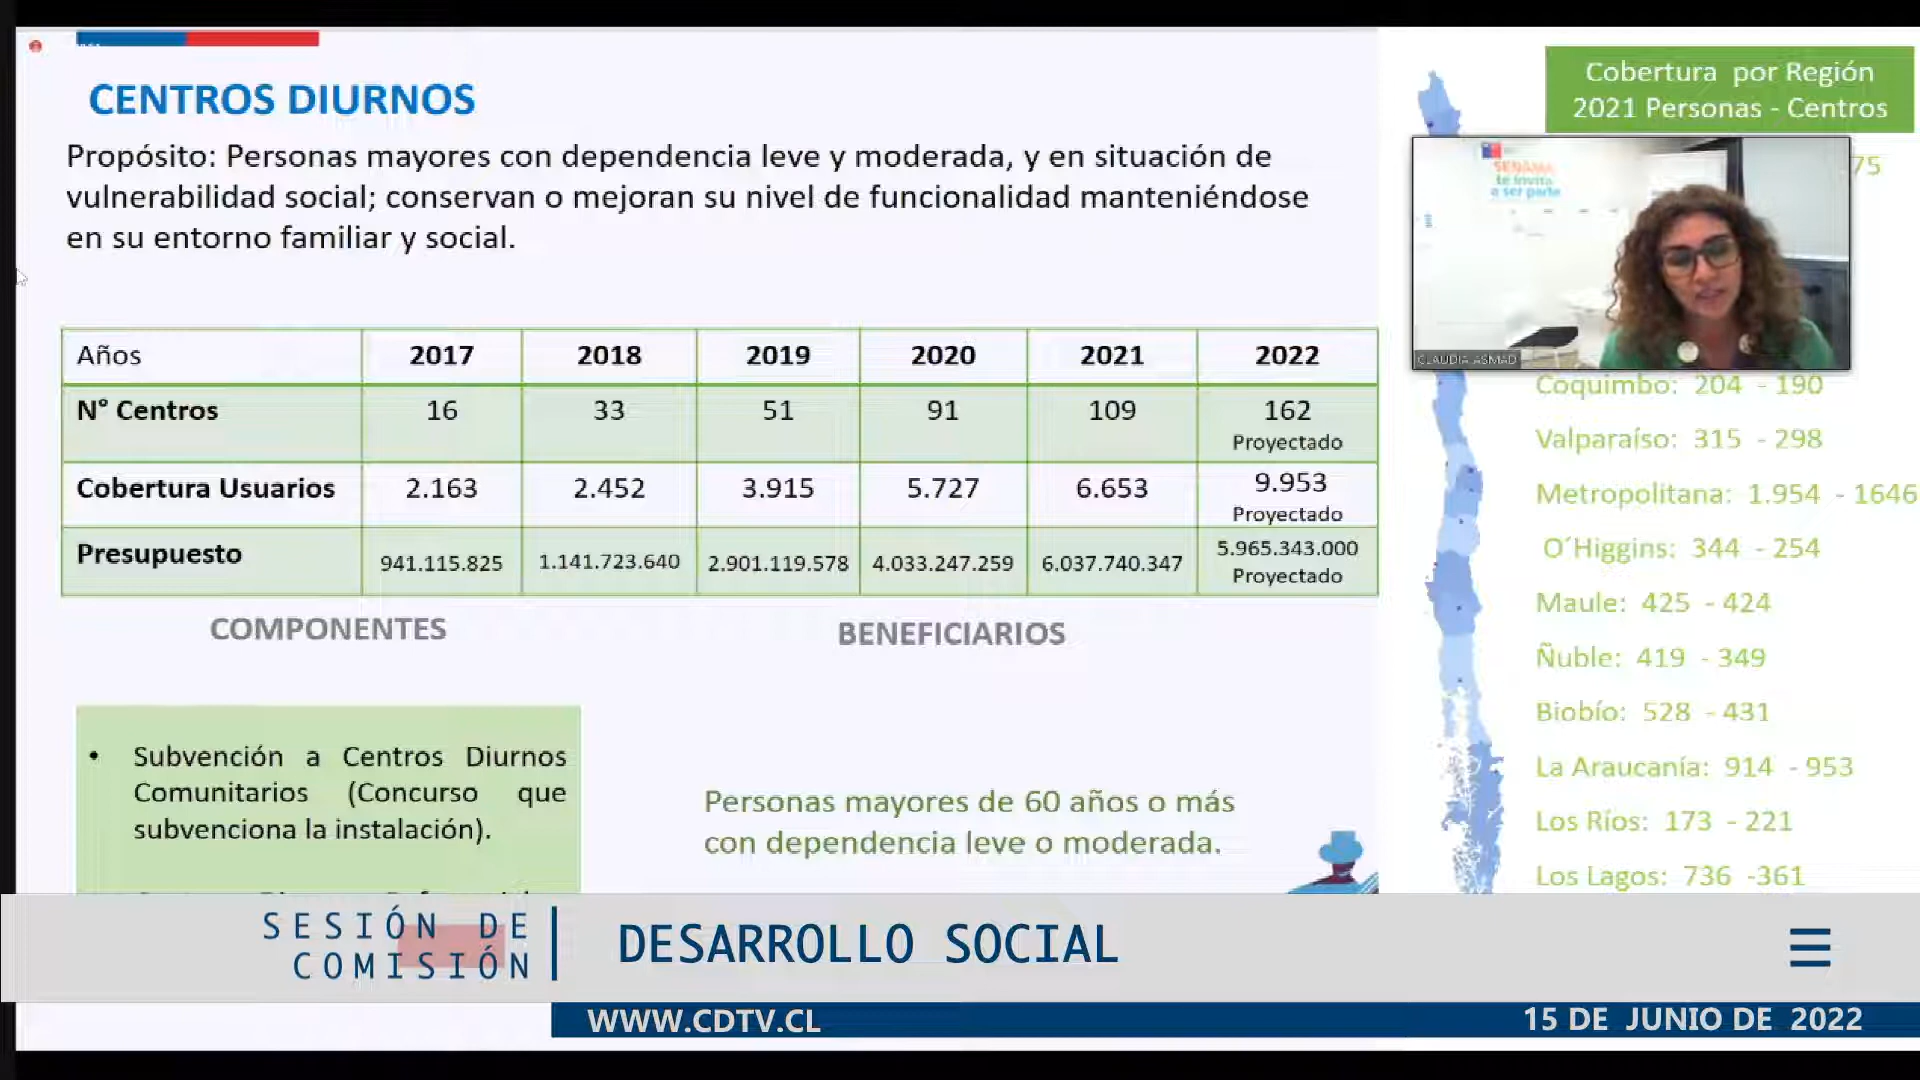 CENTROS DIURNOS
Propósito: Personas mayores con dependencia leve y moderada, y en situación de
vulnerabilidad social; conservan o mejoran su nivel de funcionalidad manteniéndose
en su entorno familiar y social.
Años 2017 2018 2019 2020 2021 2022
N° Centros 16 33 51 91 109 162
Proyectado
Cobertura Usuarios 2.163 2.452 3.915 5.727 6.653 9.953
Proyectado
Presupuesto 941.115.825 1.141.723.640 2.901.119.578 4.033.247.259 6.037.740.347 5.965.343.000
Proyectado
COMPONENTES
• Subvención a Centros Diurnos
Comunitarios (Concurso que
subvenciona la instalación).
BENEFICIARIOS
Personas mayores de 60 años o más
con dependencia leve o moderada.
Cobertura por Región
2021 Personas - Centros
75
SENAMA
te invita
a ser parte
CLAUDIA ASMAD
Coquimbo: 204 - 190
Valparaíso: 315 - 298
Metropolitana: 1.954 - 1646
O´Higgins: 344 - 254
Maule: 425 - 424
Ñuble: 419 - 349
Biobío: 528 - 431
La Araucanía: 914 - 953
Los Ríos: 173 - 221
Los Lagos: 736 -361
SESIÓN DE
COMISIÓN
DESARROLLO SOCIAL
WWW.CDTV.CL
15 DE JUNIO DE 2022